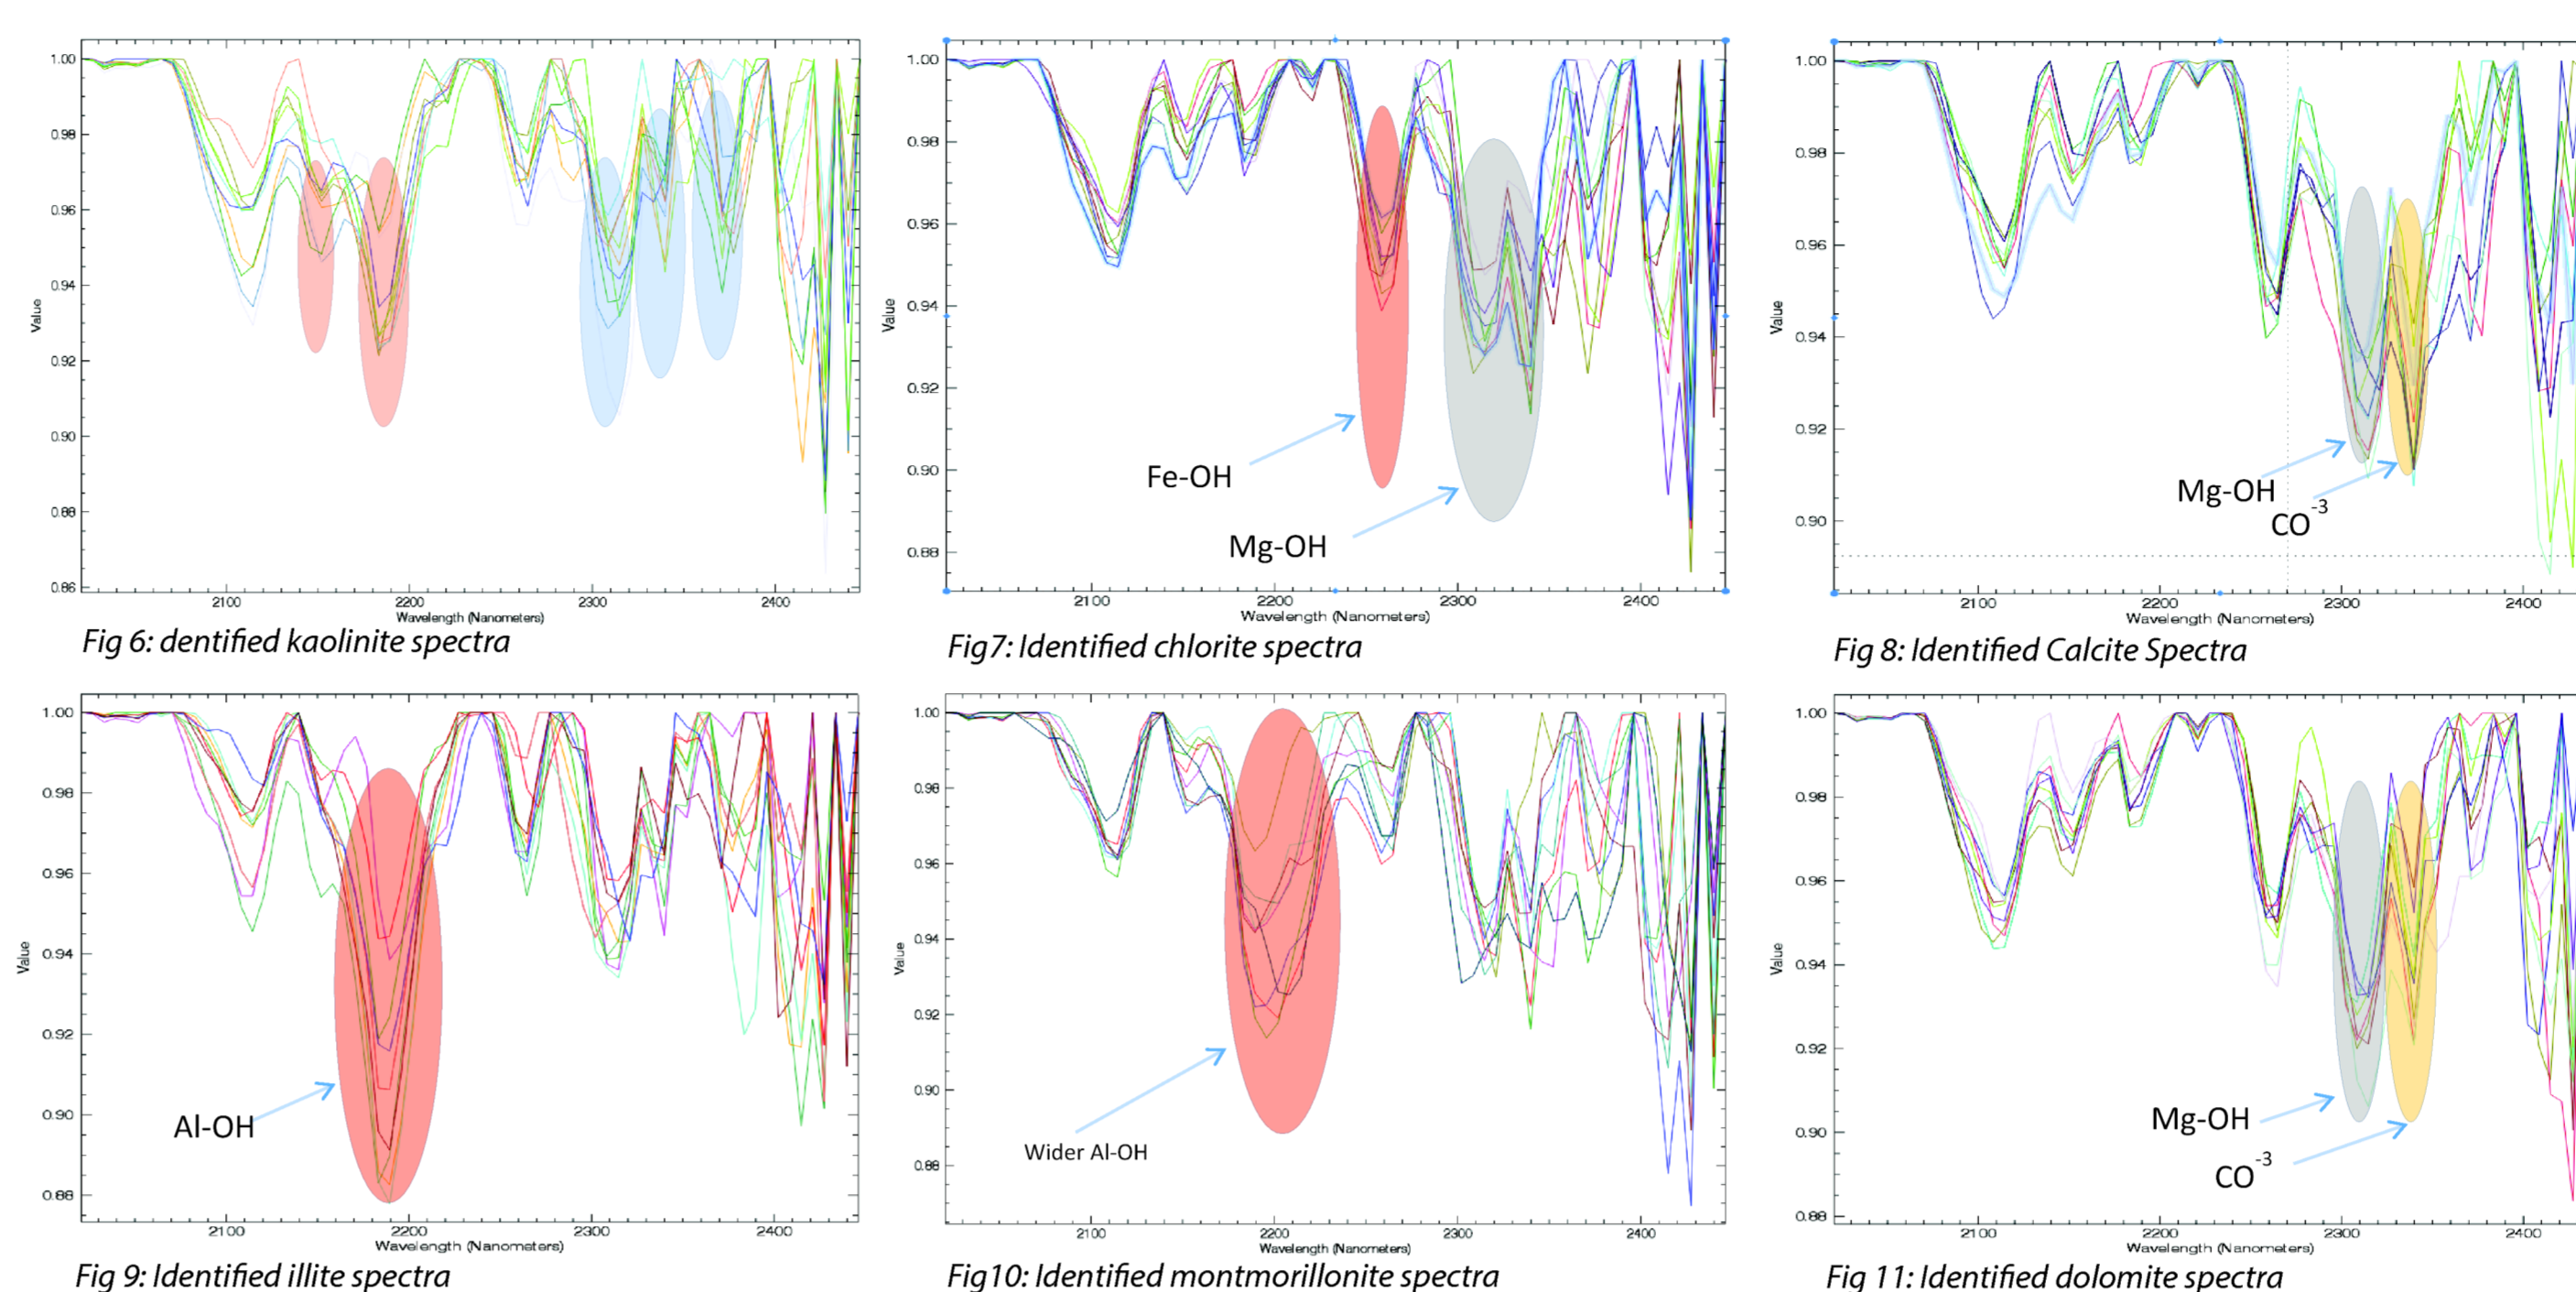 1.00
0.98
0.96
0.94
0.92
0.90
0.88
0.86
Value
2100 2200 2300 2400
Wavelength (Nanometers)
Fig 6: dentified kaolinite spectra
1.00
0.98
0.96
0.94
0.92
0.90
0.88
Value
Fe-OH
Mg-OH
2100 2200 2300 2400
Wavelength (Nanometers)
Fig7: Identified chlorite spectra
1.00
0.98
0.96
0.94
0.92
0.90
Value
Mg-OH
CO-3
2100 2200 2300 2400
Wavelength (Nanometers)
Fig 8: Identified Calcite Spectra
1.00
0.98
0.96
0.94
0.92
0.90
0.88
Value
Al-OH
2100 2200 2300 2400
Wavelength (Nanometers)
Fig 9: Identified illite spectra
1.00
0.98
0.96
0.94
0.92
0.90
0.88
Value
Wider Al-OH
2100 2200 2300 2400
Wavelength (Nanometers)
Fig10: Identified montmorillonite spectra
1.00
0.98
0.96
0.94
0.92
0.90
0.88
Value
Mg-OH
CO-3
2100 2200 2300 2400
Wavelength (Nanometers)
Fig 11: Identified dolomite spectra